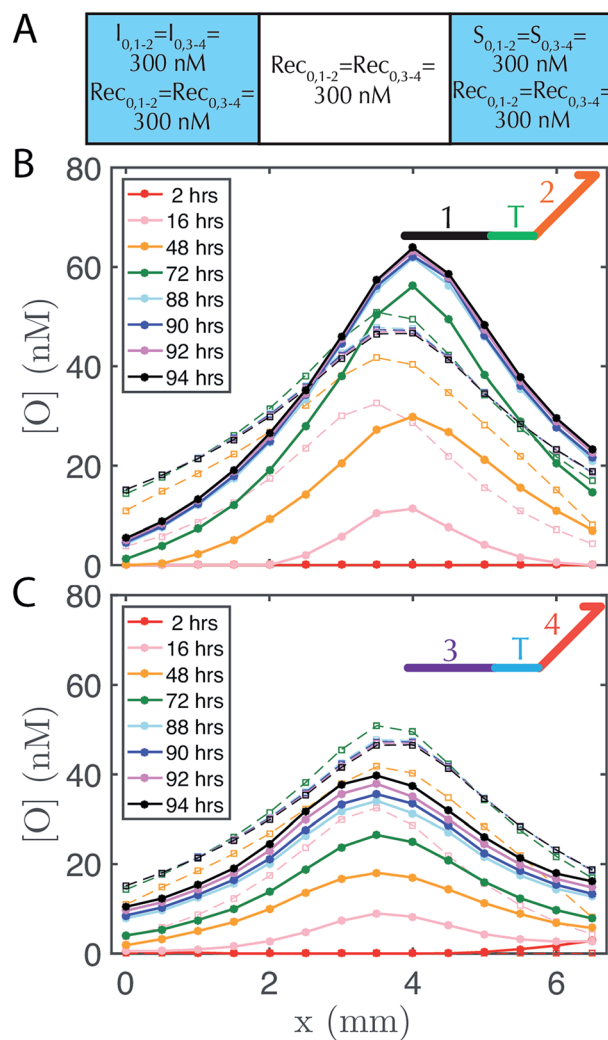 A
I₀,₁₋₂=I₀,₃₋₄=
300 nM
Rec₀,₁₋₂=Rec₀,₃₋₄=
300 nM
Rec₀,₁₋₂=Rec₀,₃₋₄=
300 nM
S₀,₁₋₂=S₀,₃₋₄=
300 nM
Rec₀,₁₋₂=Rec₀,₃₋₄=
300 nM
B
80
60
40
20
0
[O] (nM)
2 hrs
16 hrs
48 hrs
72 hrs
88 hrs
90 hrs
92 hrs
94 hrs
1 T 2
C
80
60
40
20
0
[O] (nM)
2 hrs
16 hrs
48 hrs
72 hrs
88 hrs
90 hrs
92 hrs
94 hrs
3 T 4
0 2 4 6
x (mm)